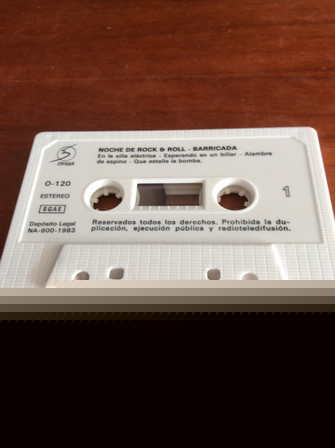 NOCHE DE ROCK & ROLL - BARRICADA
En la silla eléctrica - Esperando en un billar - Alambre
de espino - Que estalle la bomba.
O-120
ESTEREO
SGAE
1
Depósito Legal
NA-900-1983
Reservados todos los derechos. Prohibida la du-
plicación, ejecución pública y radioteledifusión.